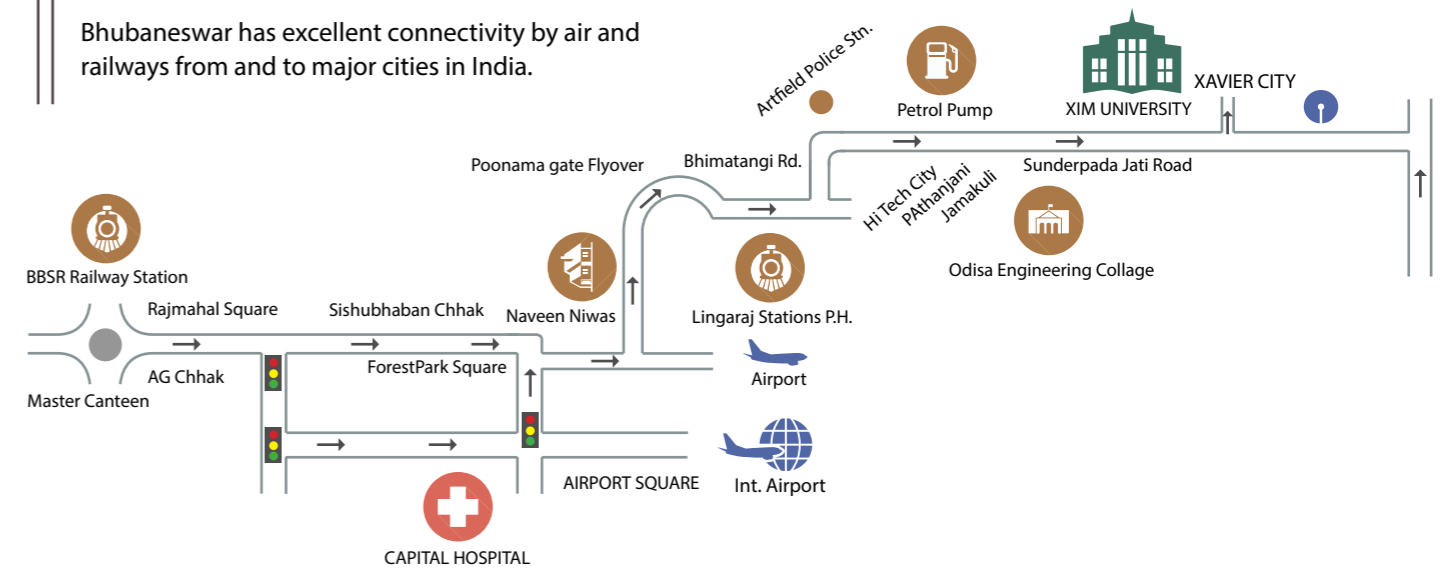 Bhubaneswar has excellent connectivity by air and
railways from and to major cities in India.
Artfield Police Stn.
Petrol Pump
XIM UNIVERSITY
XAVIER CITY
Poonama gate Flyover
Bhimatangi Rd.
Hi Tech City
PAthanjani
Jamakuli
Sunderpada Jati Road
Odisa Engineering Collage
BBSR Railway Station
Rajmahal Square
Sishubhaban Chhak
Naveen Niwas
Lingaraj Stations P.H.
AG Chhak
ForestPark Square
Airport
Master Canteen
AIRPORT SQUARE
Int. Airport
CAPITAL HOSPITAL